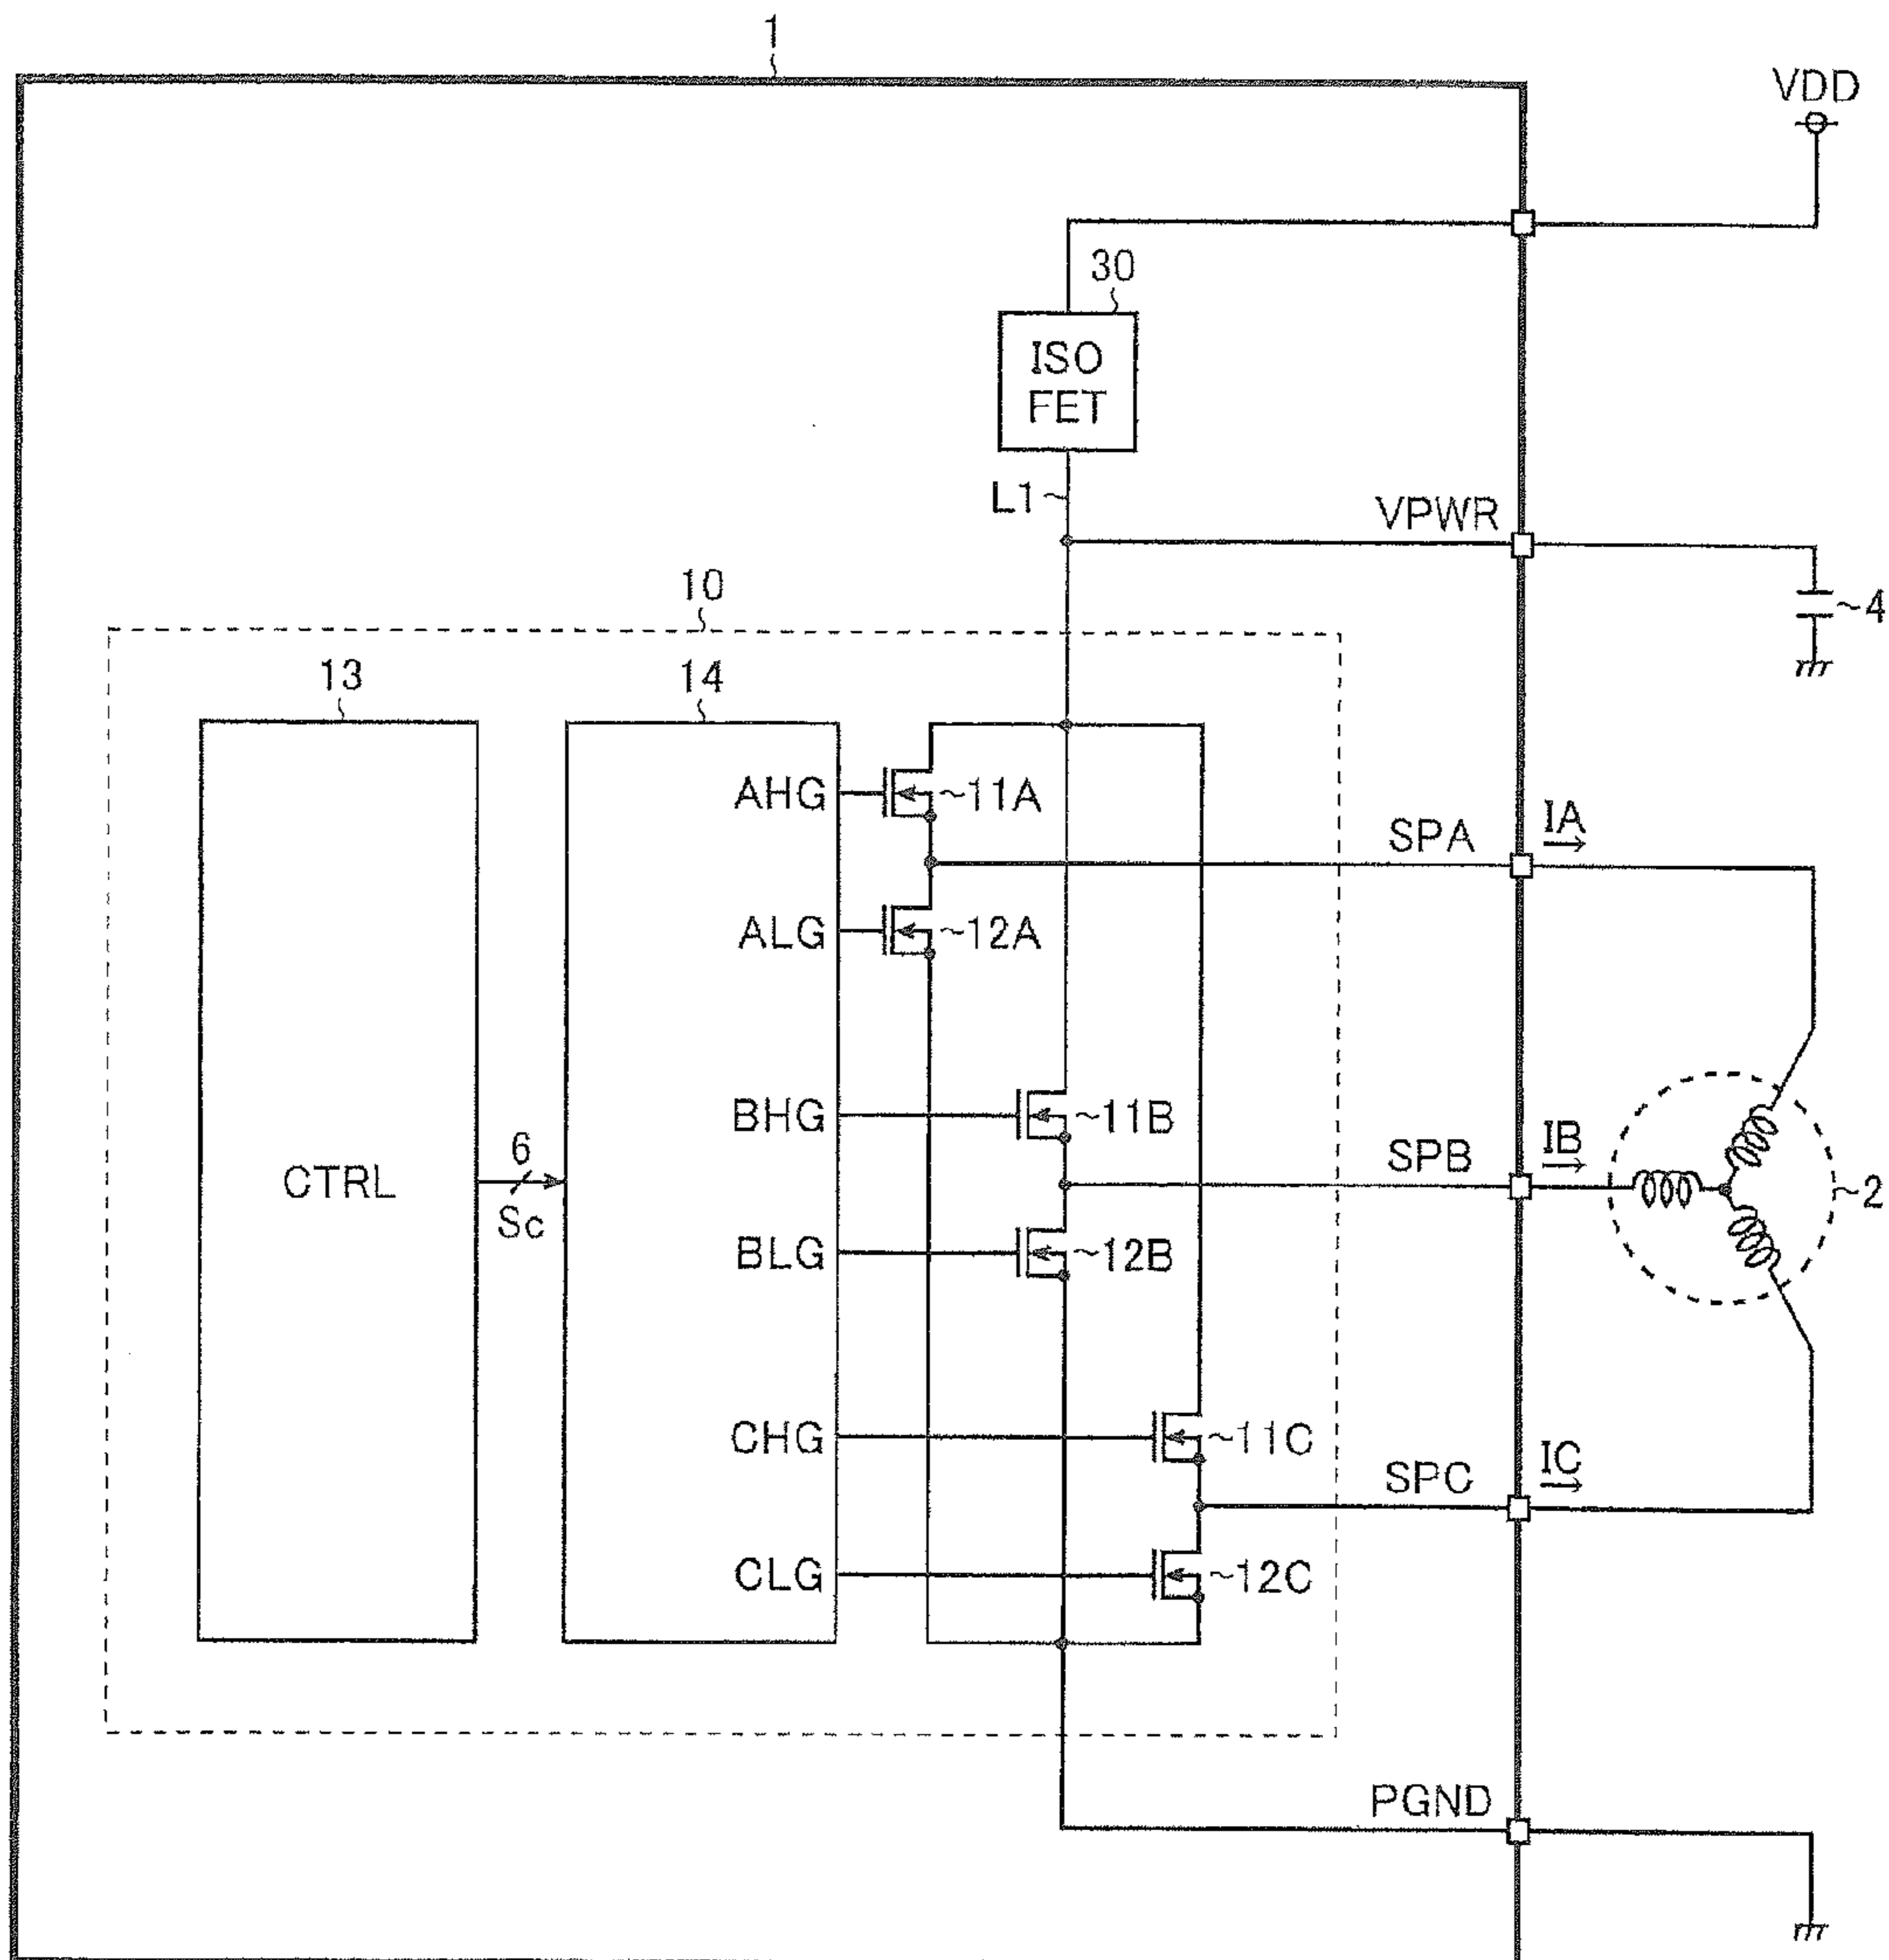 1
VDD
30
ISO
FET
L1
VPWR
10
4
13
14
AHG
11A
SPA
IA
ALG
12A
BHG
11B
CTRL
6
Sc
SPB
IB
2
BLG
12B
CHG
11C
SPC
IC
CLG
12C
PGND